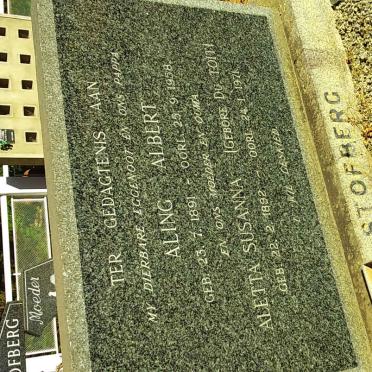 TER GEDAGTENIS AAN
MY DIERBARE EGGENOOT EN ONS PAPPA
ALING ALBERT
GEB. 23. 7. 1891 OORL. 25. 9. 1958
EN ONS MOEDER EN OUMA
ALETTA SUSANNA (GEBORE DU TOIT)
GEB. 22. 2. 1892 OORL. 24. 1. 1971
STOFBERG
Moeder
OFBERG